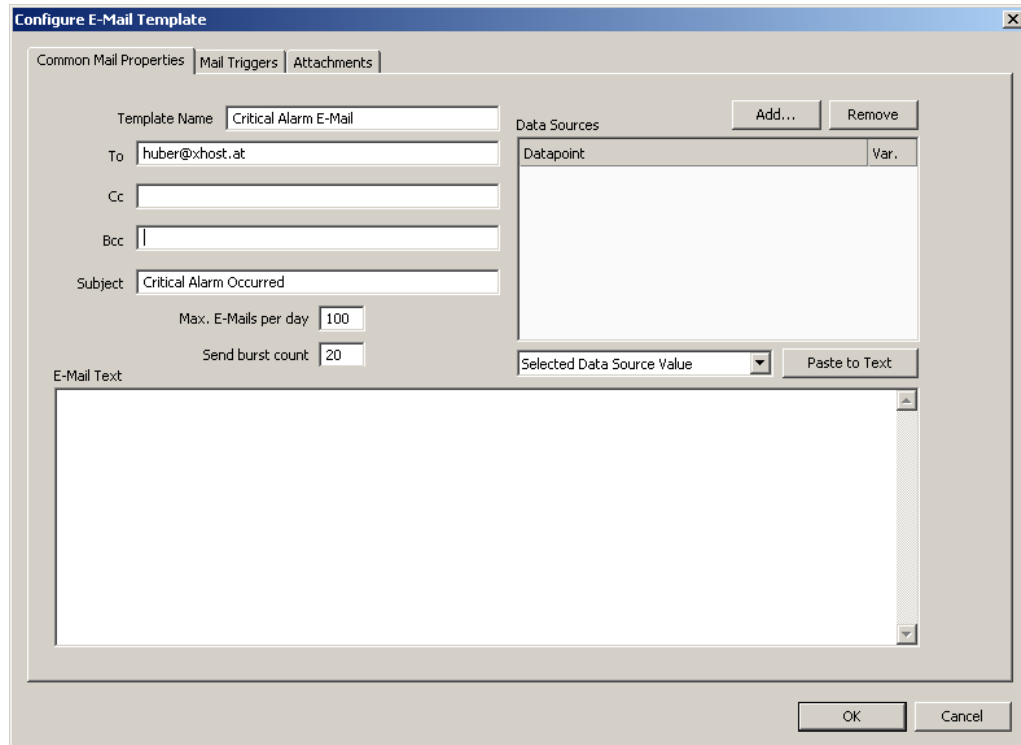 Configure E-Mail Template
Common Mail Properties Mail Triggers Attachments
Template Name Critical Alarm E-Mail
To huber@xhost.at
Cc
Bcc
Subject Critical Alarm Occurred
Max. E-Mails per day 100
Send burst count 20
Data Sources Add... Remove
Datapoint Var.
Selected Data Source Value Paste to Text
E-Mail Text
OK Cancel